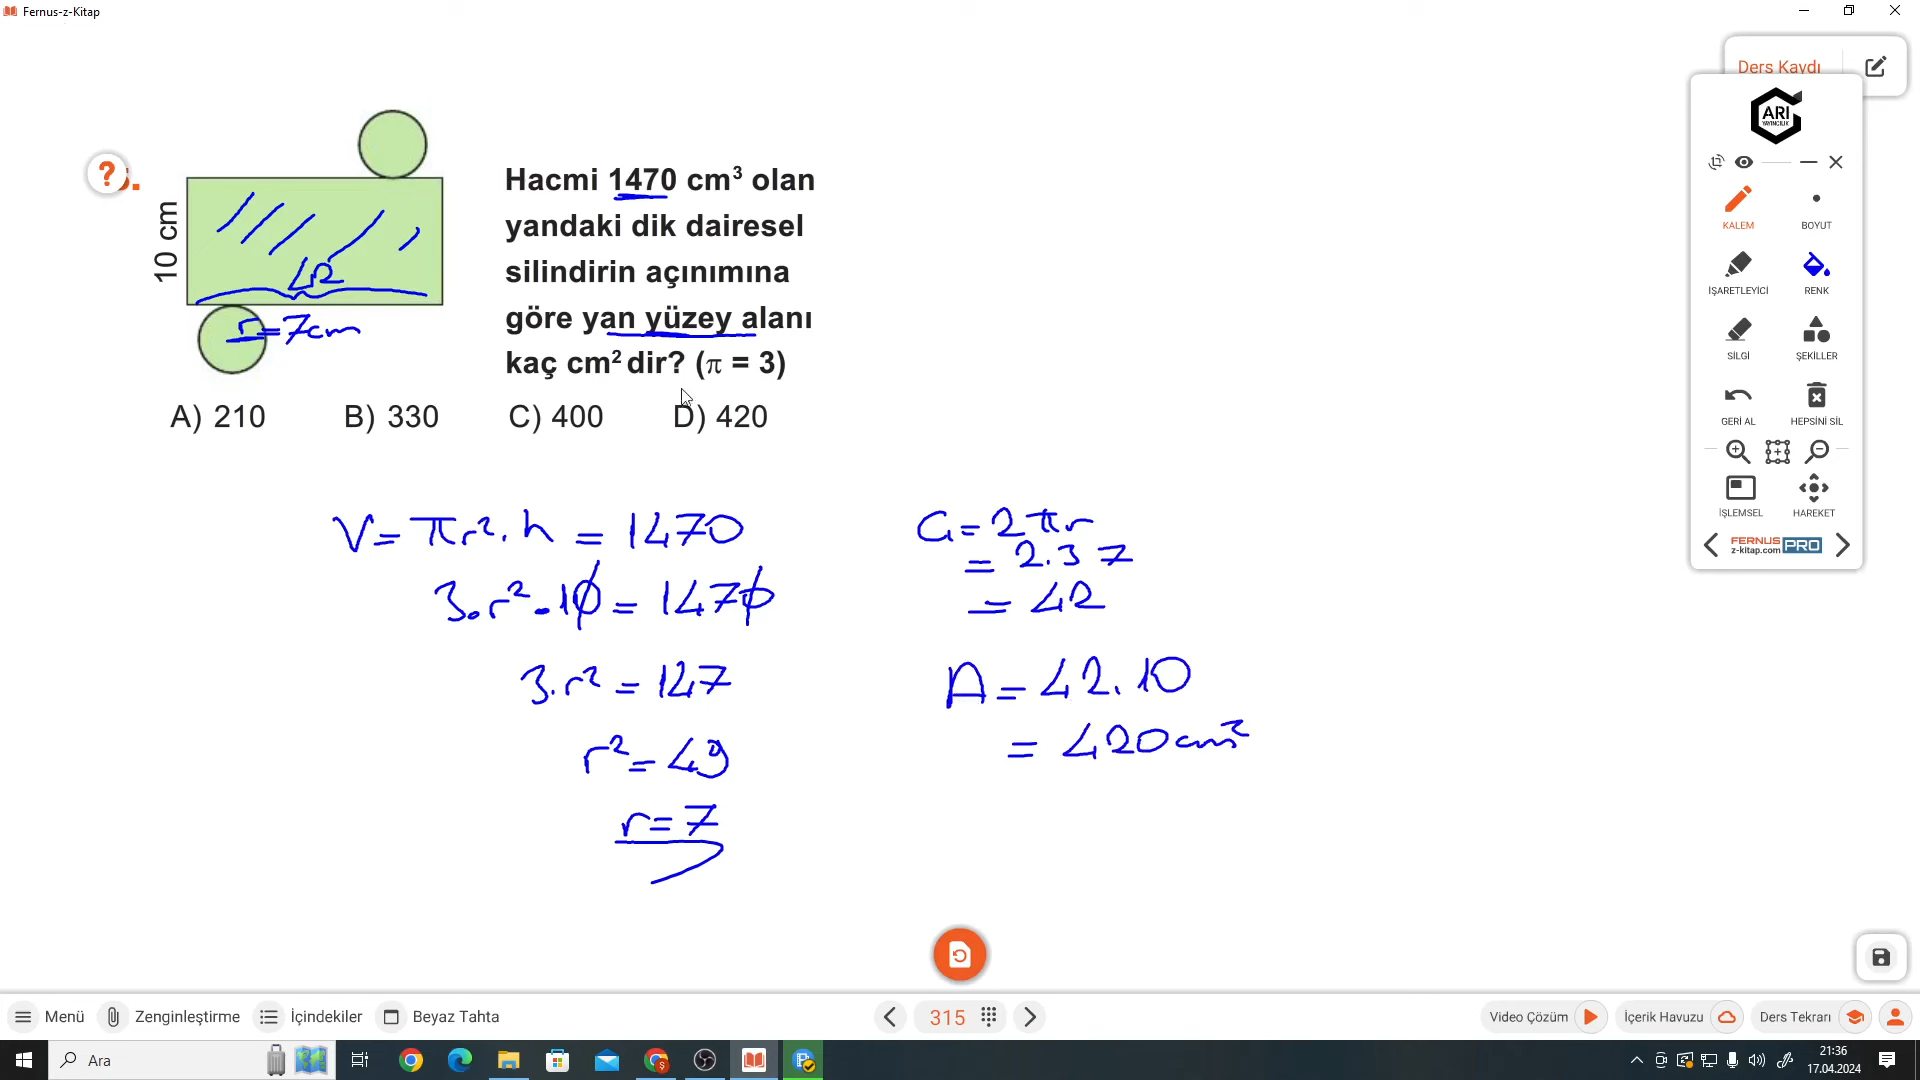 Fernus-z-Kitap
Ders Kaydı
ARI
YAYINCILIK
?
10 cm
42
r=7cm
Hacmi 1470 cm³ olan
yandaki dik dairesel
silindirin açınımına
göre yan yüzey alanı
kaç cm² dir? (π = 3)
A) 210 B) 330 C) 400 D) 420
V=πr².h = 1470
3.r².10 = 1470
3.r² = 147
r² = 49
r = 7
Ç = 2πr
= 2.3 7
= 42
A = 42.10
= 420cm²
KALEM BOYUT
İŞARETLEYİCİ RENK
SİLGİ ŞEKİLLER
GERİ AL HEPSİNİ SİL
İŞLEMSEL HAREKET
FERNUS
z-kitap.com PRO
Menü Zenginleştirme İçindekiler Beyaz Tahta 315 Video Çözüm İçerik Havuzu Ders Tekrarı
Ara
21:36
17.04.2024